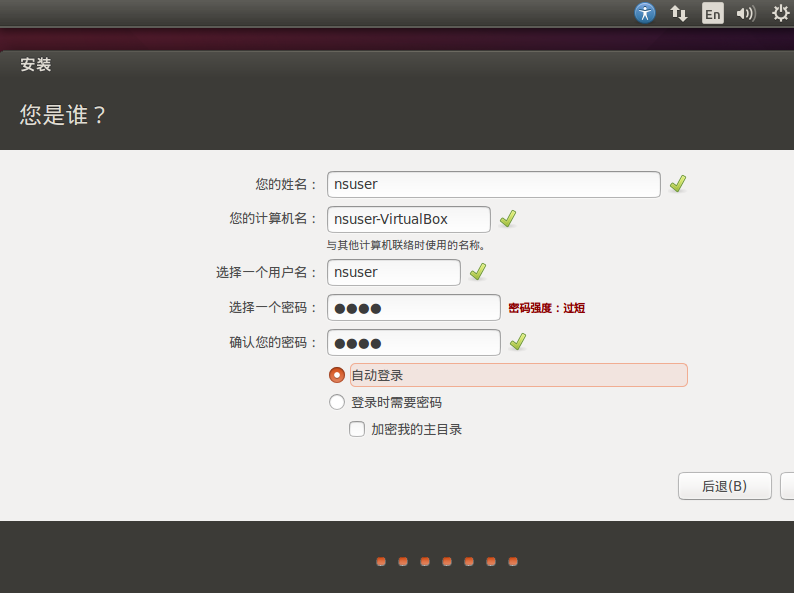 En
安装
您是谁？
您的姓名： nsuser
您的计算机名： nsuser-VirtualBox
与其他计算机联络时使用的名称。
选择一个用户名： nsuser
选择一个密码： ●●●● 密码强度：过短
确认您的密码： ●●●●
自动登录
登录时需要密码
加密我的主目录
后退(B)